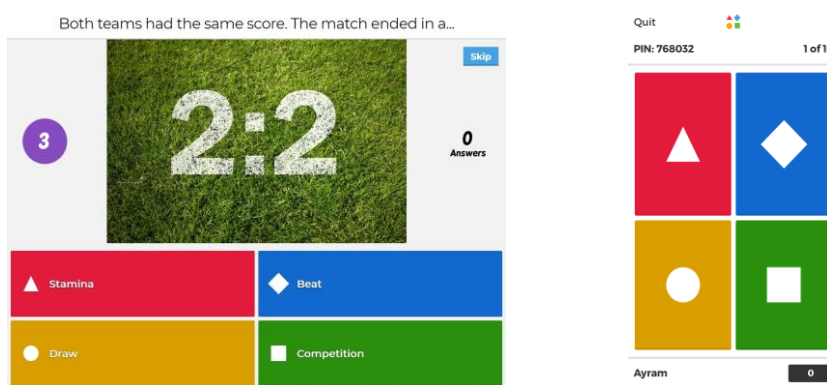 Both teams had the same score. The match ended in a...
Skip
3
2:2
0
Answers
Stamina
Beat
Draw
Competition
Quit
PIN: 768032
1 of 1
Ayram
0